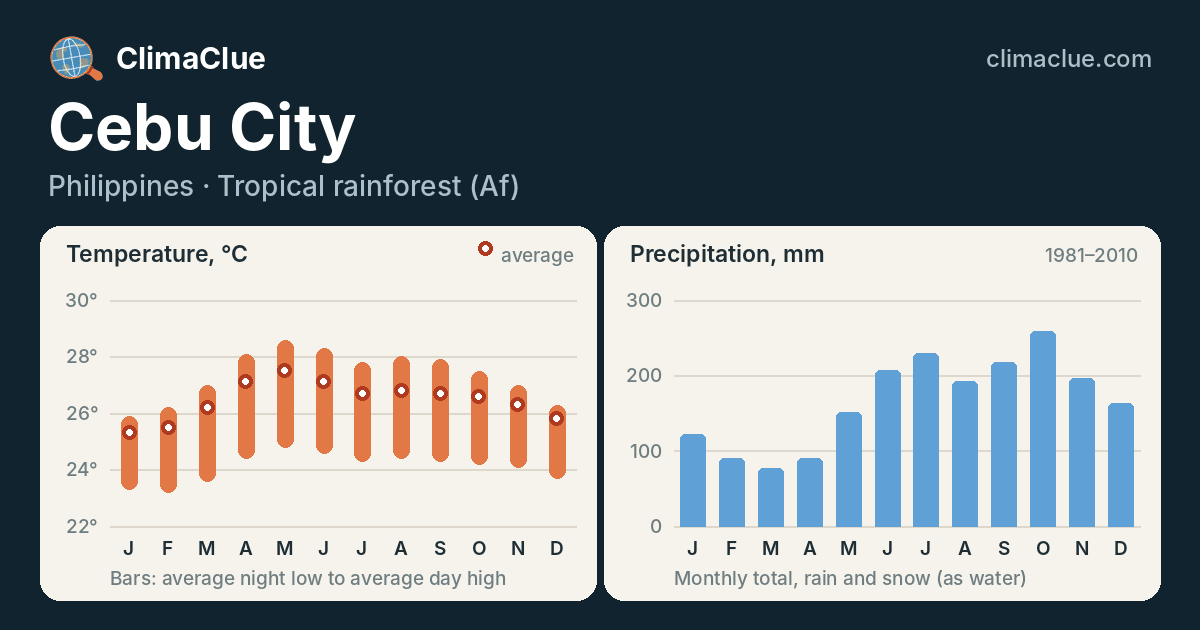 ClimaClue
climaclue.com
Cebu City
Philippines · Tropical rainforest (Af)
Temperature, °C
average
30°
28°
26°
24°
22°
J F M A M J J A S O N D
Bars: average night low to average day high
Precipitation, mm
1981–2010
300
200
100
0
J F M A M J J A S O N D
Monthly total, rain and snow (as water)